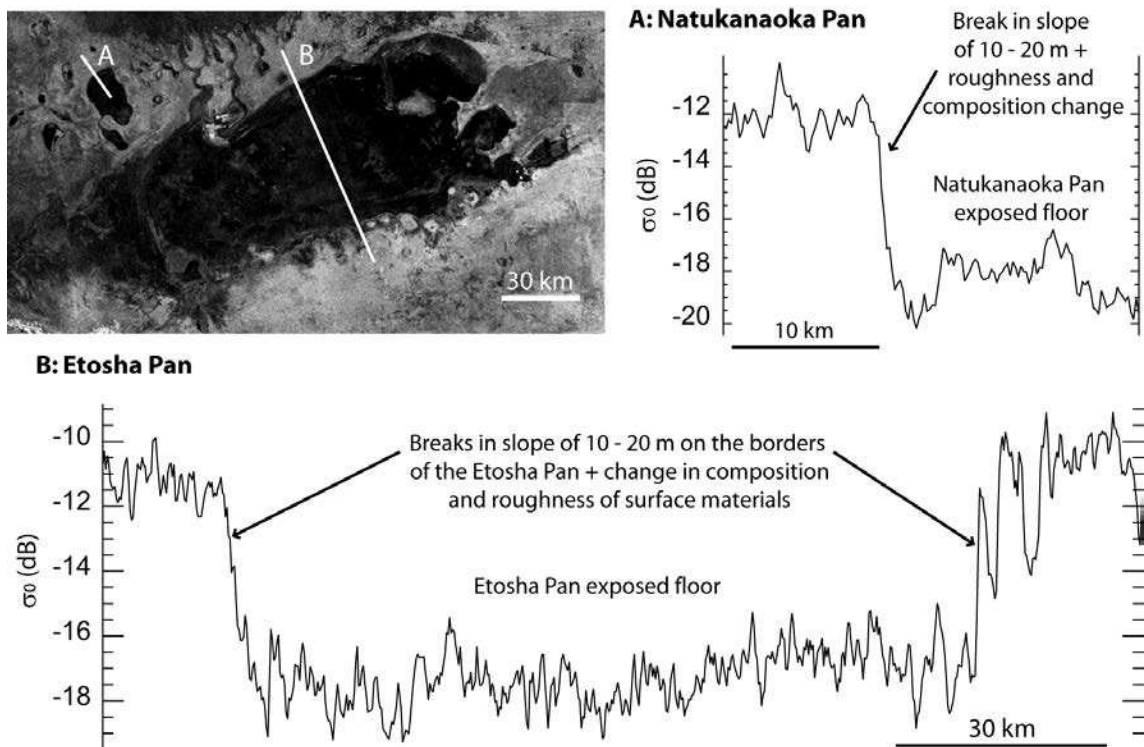 A
B
30 km
A: Natukanaoka Pan
Break in slope
of 10 - 20 m +
roughness and
composition change
Natukanaoka Pan
exposed floor
σ0 (dB)
-12
-14
-16
-18
-20
10 km
B: Etosha Pan
Breaks in slope of 10 - 20 m on the borders
of the Etosha Pan + change in composition
and roughness of surface materials
Etosha Pan exposed floor
σ0 (dB)
-10
-12
-14
-16
-18
30 km